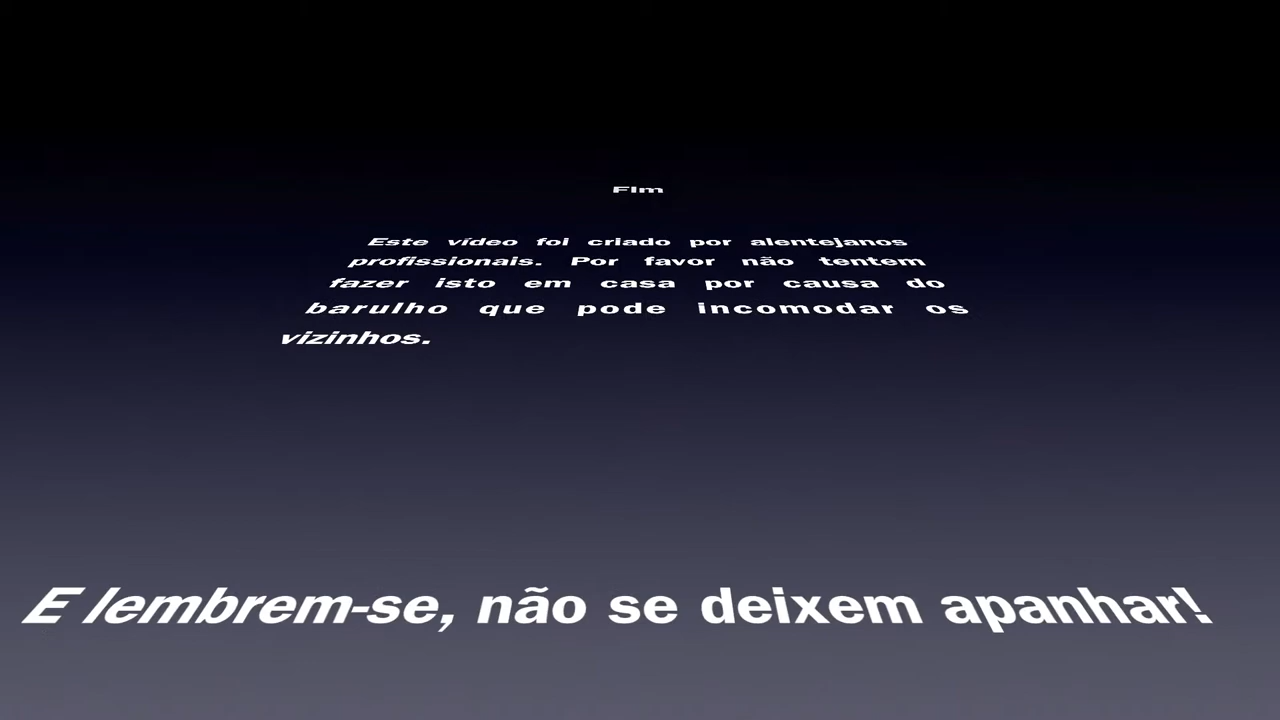 Fim
Este vídeo foi criado por alentejanos
profissionais. Por favor não tentem
fazer isto em casa por causa do
barulho que pode incomodar os
vizinhos.
E lembrem-se, não se deixem apanhar!